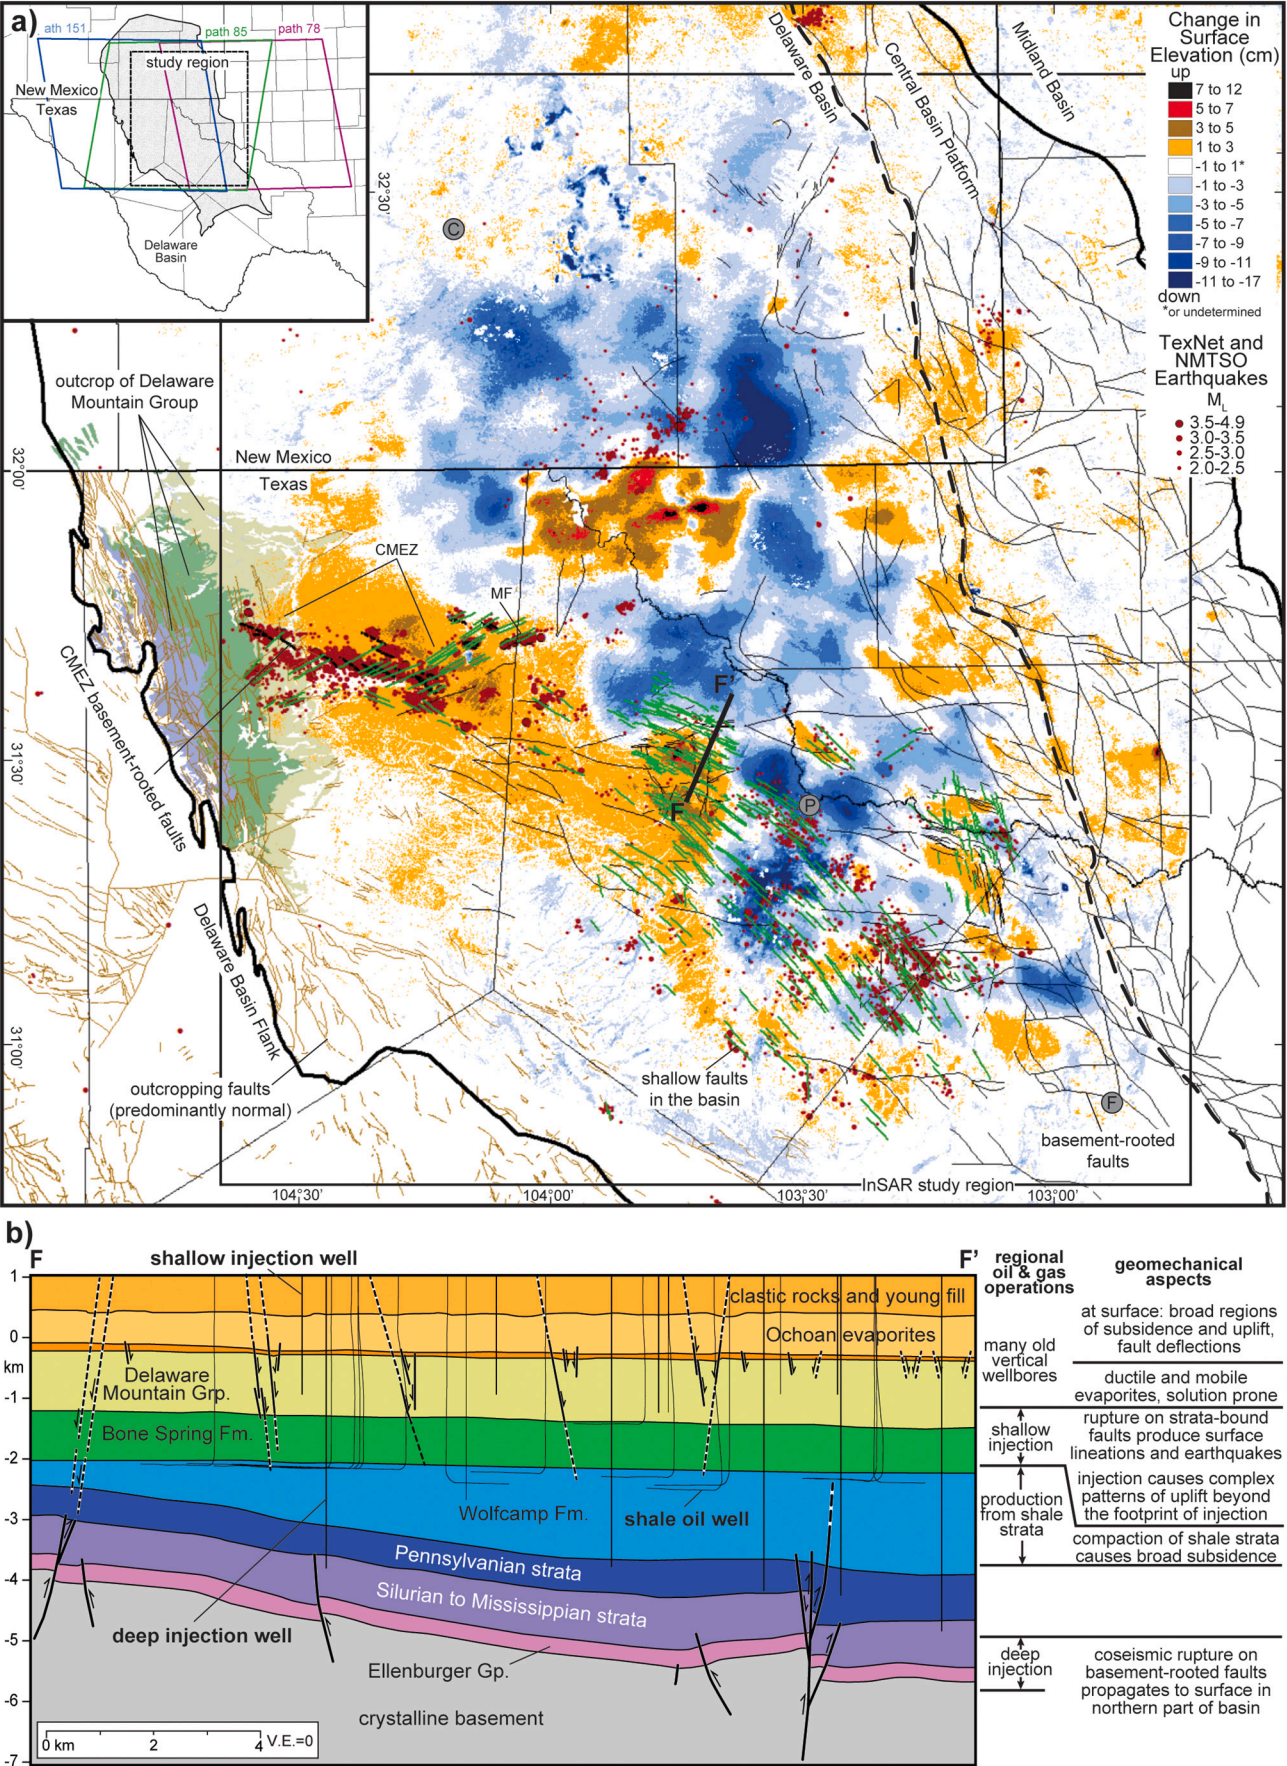 a)
ath 151
path 85
path 78
study region
New Mexico
Texas
Delaware
Basin
Delaware Basin
Central Basin Platform
Midland Basin
Change in
Surface
Elevation (cm)
up
7 to 12
5 to 7
3 to 5
1 to 3
-1 to 1*
-1 to -3
-3 to -5
-5 to -7
-7 to -9
-9 to -11
-11 to -17
down
*or undetermined
TexNet and
NMTSO
Earthquakes
ML
3.5-4.9
3.0-3.5
2.5-3.0
2.0-2.5
32°30'
C
outcrop of Delaware
Mountain Group
New Mexico
Texas
32°00'
CMEZ
MF
CMEZ basement-rooted faults
F'
F
P
31°30'
Delaware Basin Flank
31°00'
outcropping faults
(predominantly normal)
shallow faults
in the basin
F
basement-rooted
faults
InSAR study region
104°30'
104°00'
103°30'
103°00'
b)
F
shallow injection well
F'
regional
oil & gas
operations
geomechanical
aspects
1
0
km
-1
-2
-3
-4
-5
-6
-7
clastic rocks and young fill
Ochoan evaporites
Delaware
Mountain Grp.
Bone Spring Fm.
Wolfcamp Fm.
shale oil well
Pennsylvanian strata
Silurian to Mississippian strata
deep injection well
Ellenburger Gp.
crystalline basement
0 km
2
4
V.E.=0
many old
vertical
wellbores
shallow
injection
production
from shale
strata
deep
injection
at surface: broad regions
of subsidence and uplift,
fault deflections
ductile and mobile
evaporites, solution prone
rupture on strata-bound
faults produce surface
lineations and earthquakes
injection causes complex
patterns of uplift beyond
the footprint of injection
compaction of shale strata
causes broad subsidence
coseismic rupture on
basement-rooted faults
propagates to surface in
northern part of basin